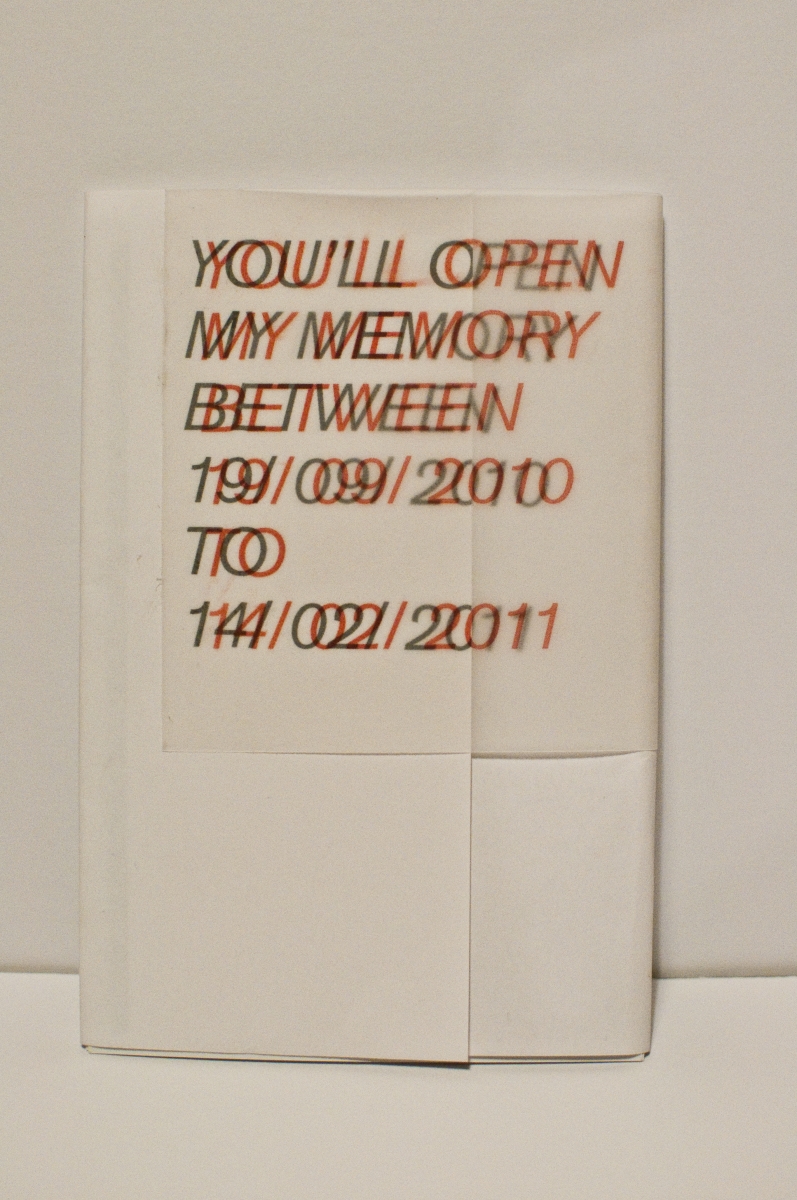 YOU'LL OPEN
MY MEMORY
BETWEEN
19/09/2010
TO
14/02/2011